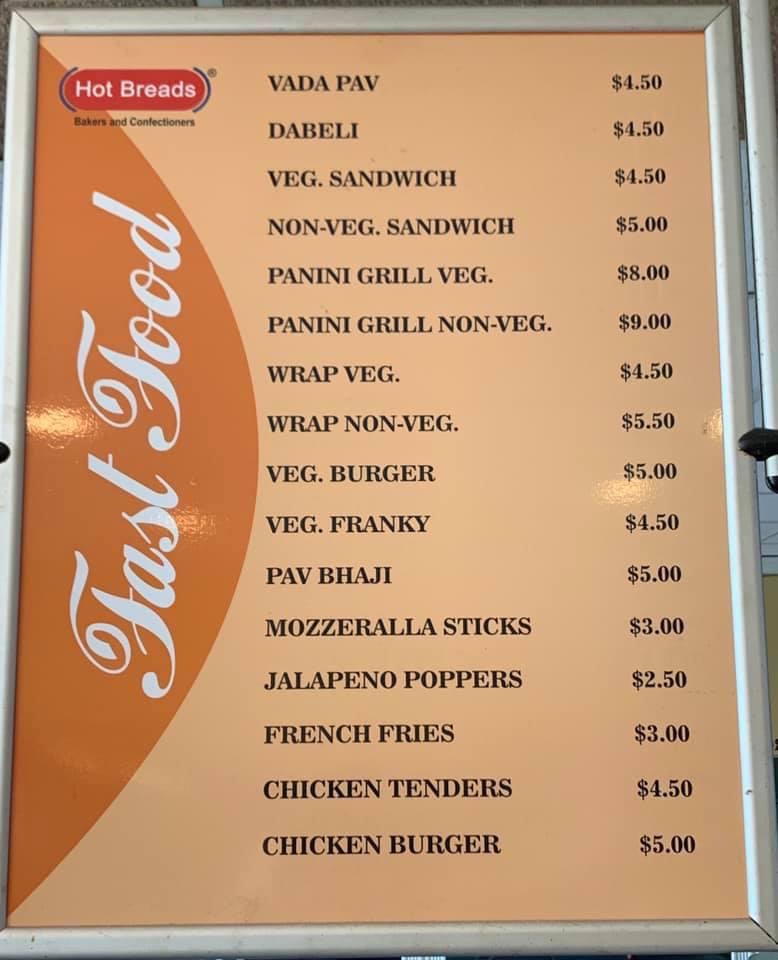 Hot Breads®
Bakers and Confectioners
Fast Food
VADA PAV $4.50
DABELI $4.50
VEG. SANDWICH $4.50
NON-VEG. SANDWICH $5.00
PANINI GRILL VEG. $8.00
PANINI GRILL NON-VEG. $9.00
WRAP VEG. $4.50
WRAP NON-VEG. $5.50
VEG. BURGER $5.00
VEG. FRANKY $4.50
PAV BHAJI $5.00
MOZZERALLA STICKS $3.00
JALAPENO POPPERS $2.50
FRENCH FRIES $3.00
CHICKEN TENDERS $4.50
CHICKEN BURGER $5.00